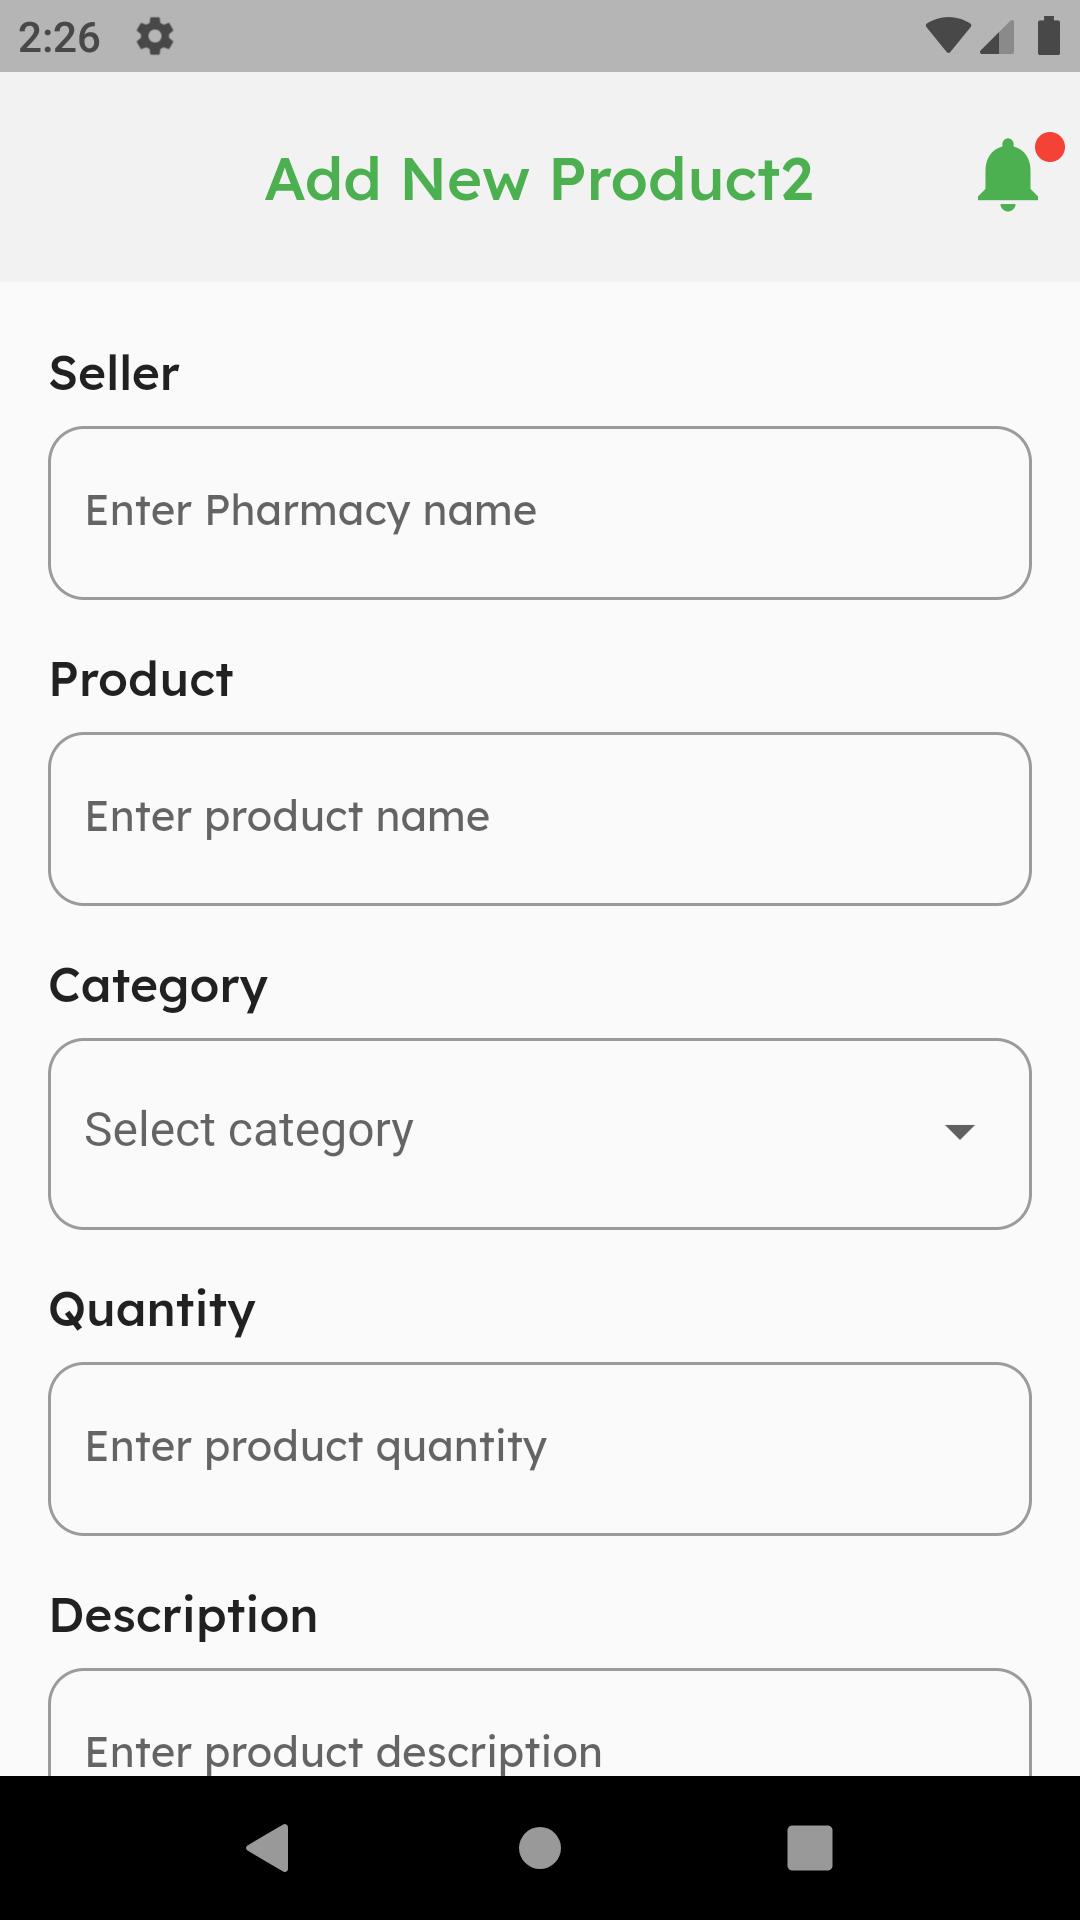 2:26
Add New Product2
Seller
Enter Pharmacy name
Product
Enter product name
Category
Select category
Quantity
Enter product quantity
Description
Enter product description